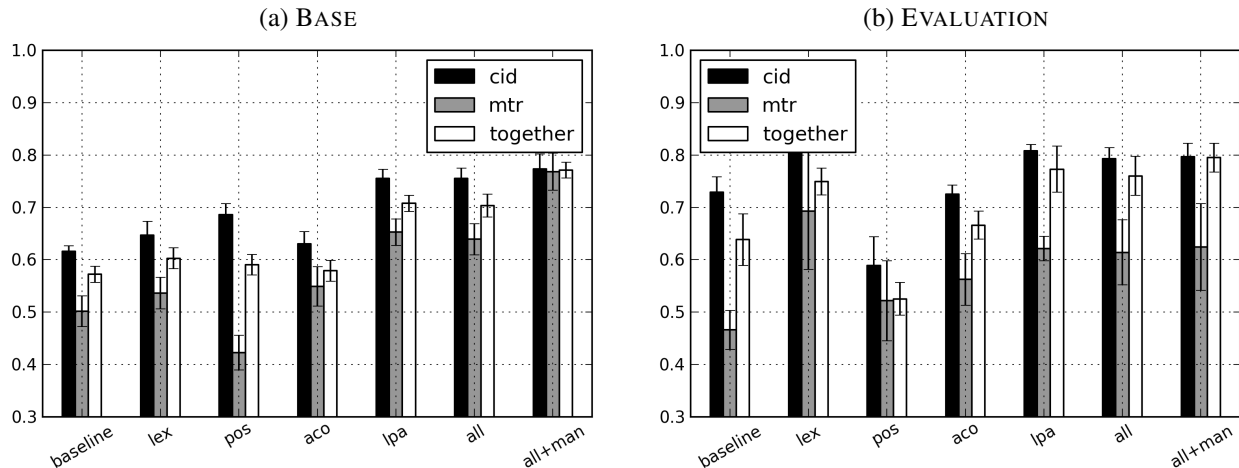 (a) BASE
1.0
0.9
0.8
0.7
0.6
0.5
0.4
0.3
cid
mtr
together
baseline
lex
pos
aco
lpa
all
all+man
(b) EVALUATION
1.0
0.9
0.8
0.7
0.6
0.5
0.4
0.3
cid
mtr
together
baseline
lex
pos
aco
lpa
all
all+man